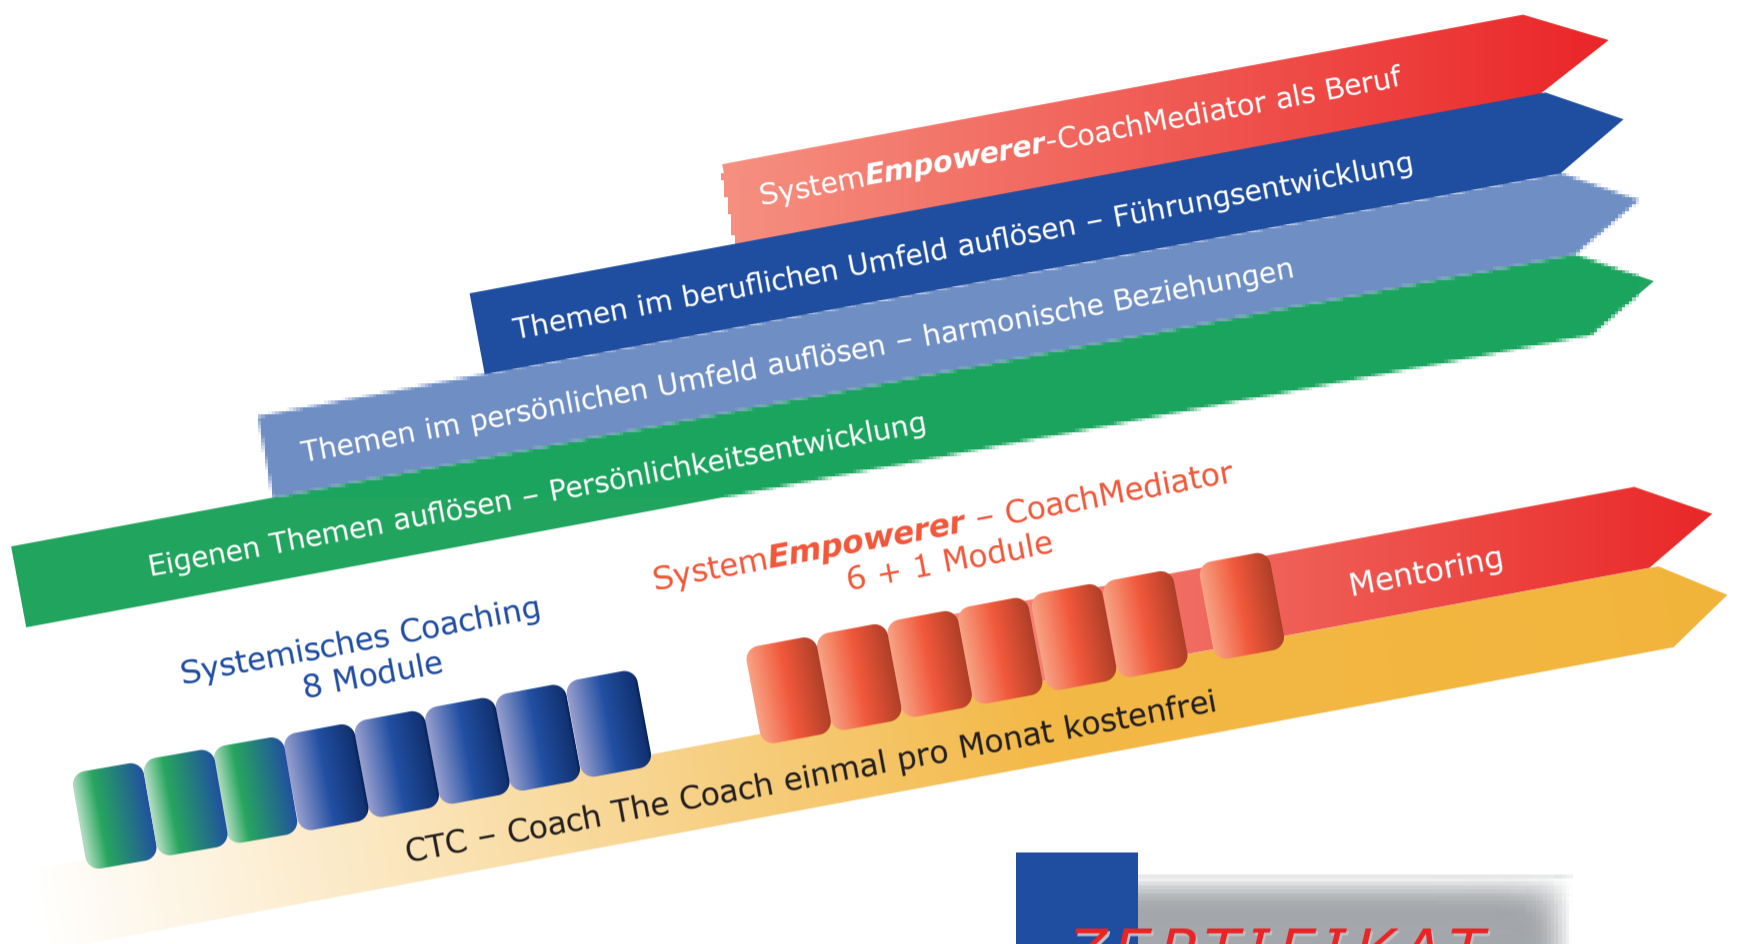 SystemEmpowerer-CoachMediator als Beruf
Themen im beruflichen Umfeld auflösen – Führungsentwicklung
Themen im persönlichen Umfeld auflösen – harmonische Beziehungen
Eigenen Themen auflösen – Persönlichkeitsentwicklung
SystemEmpowerer – CoachMediator
6 + 1 Module
Mentoring
Systemisches Coaching
8 Module
CTC – Coach The Coach einmal pro Monat kostenfrei
ZERTIFIKAT